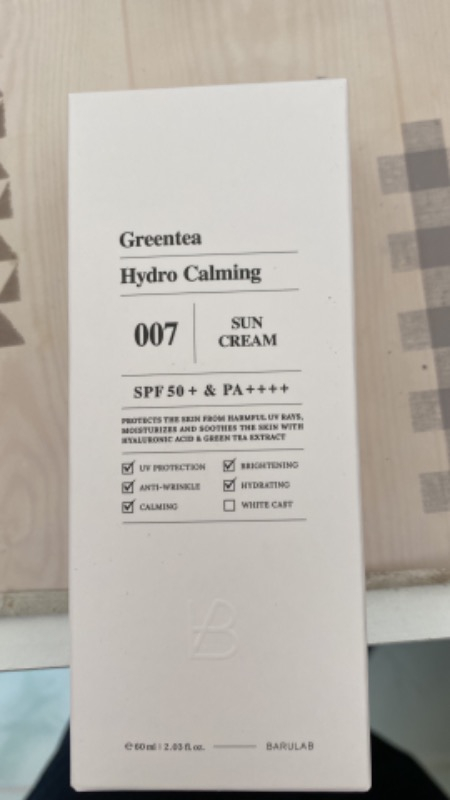 Greentea
Hydro Calming
007
SUN
CREAM
SPF 50+ & PA++++
PROTECTS THE SKIN FROM HARMFUL UV RAYS,
MOISTURIZES AND SOOTHES THE SKIN WITH
HYALURONIC ACID & GREEN TEA EXTRACT
UV PROTECTION
BRIGHTENING
ANTI-WRINKLE
HYDRATING
CALMING
WHITE CAST
B
℮ 60 ml | 2.03 fl. oz.
BARULAB